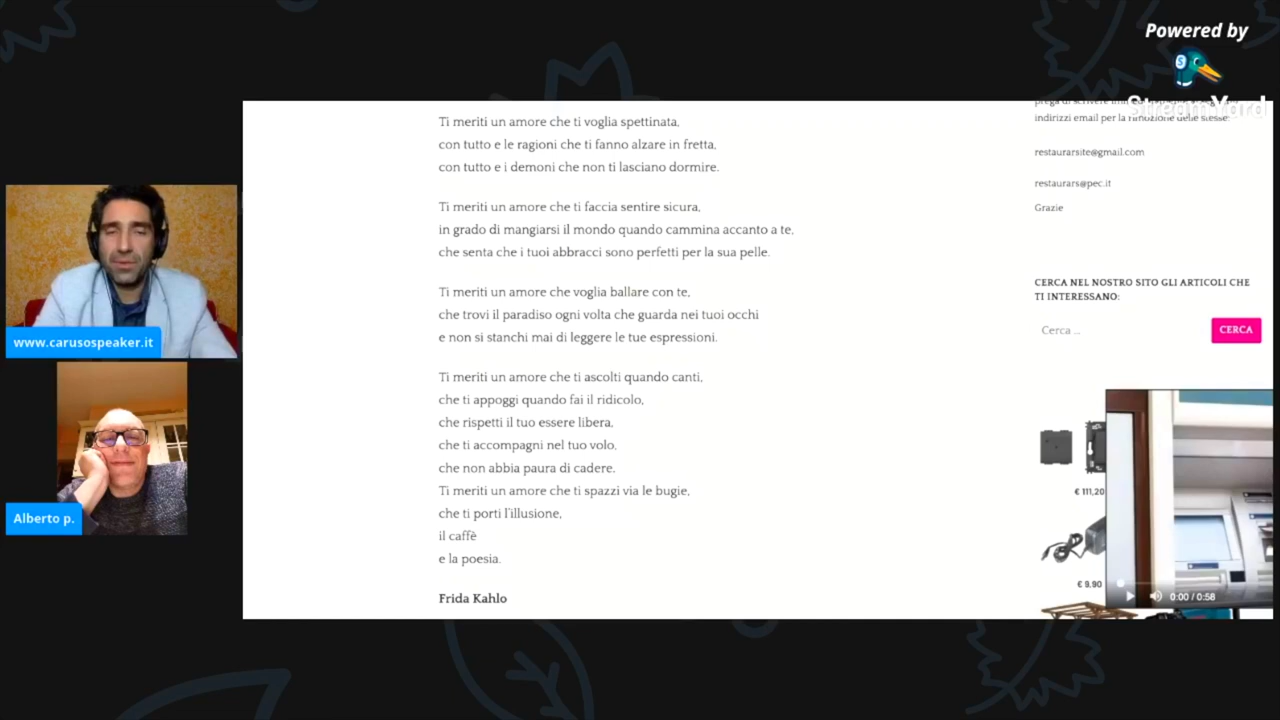 Powered by
StreamYard
Ti meriti un amore che ti voglia spettinata,
con tutto e le ragioni che ti fanno alzare in fretta,
con tutto e i demoni che non ti lasciano dormire.
Ti meriti un amore che ti faccia sentire sicura,
in grado di mangiarsi il mondo quando cammina accanto a te,
che senta che i tuoi abbracci sono perfetti per la sua pelle.
Ti meriti un amore che voglia ballare con te,
che trovi il paradiso ogni volta che guarda nei tuoi occhi
e non si stanchi mai di leggere le tue espressioni.
Ti meriti un amore che ti ascolti quando canti,
che ti appoggi quando fai il ridicolo,
che rispetti il tuo essere libera,
che ti accompagni nel tuo volo,
che non abbia paura di cadere.
Ti meriti un amore che ti spazzi via le bugie,
che ti porti l'illusione,
il caffè
e la poesia.
Frida Kahlo
prega di scrivere
indirizzi email per la rimozione delle stesse.
restaurarsite@gmail.com
restaurars@pec.it
Grazie
CERCA NEL NOSTRO SITO GLI ARTICOLI CHE
TI INTERESSANO:
Cerca ...
CERCA
€ 111,20
€ 9,90
0:00 / 0:58
www.carusospeaker.it
Alberto p.